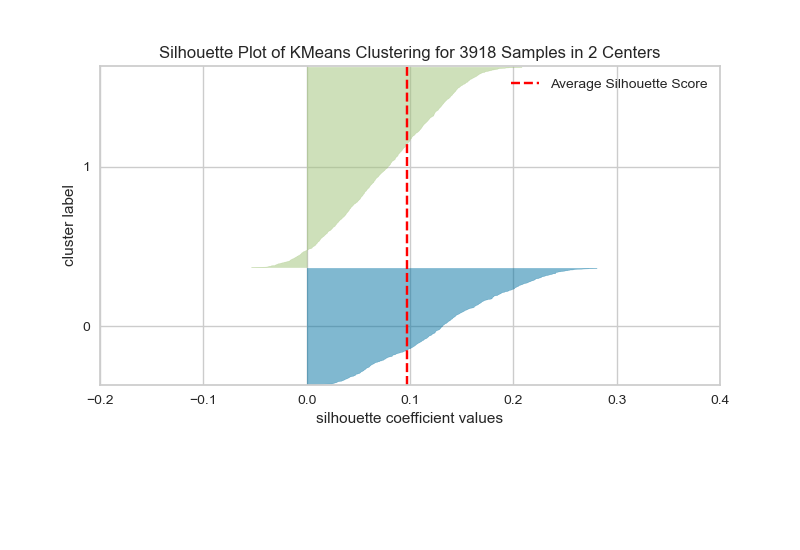 Silhouette Plot of KMeans Clustering for 3918 Samples in 2 Centers
Average Silhouette Score
1
cluster label
0
−0.2 −0.1 0.0 0.1 0.2 0.3 0.4
silhouette coefficient values